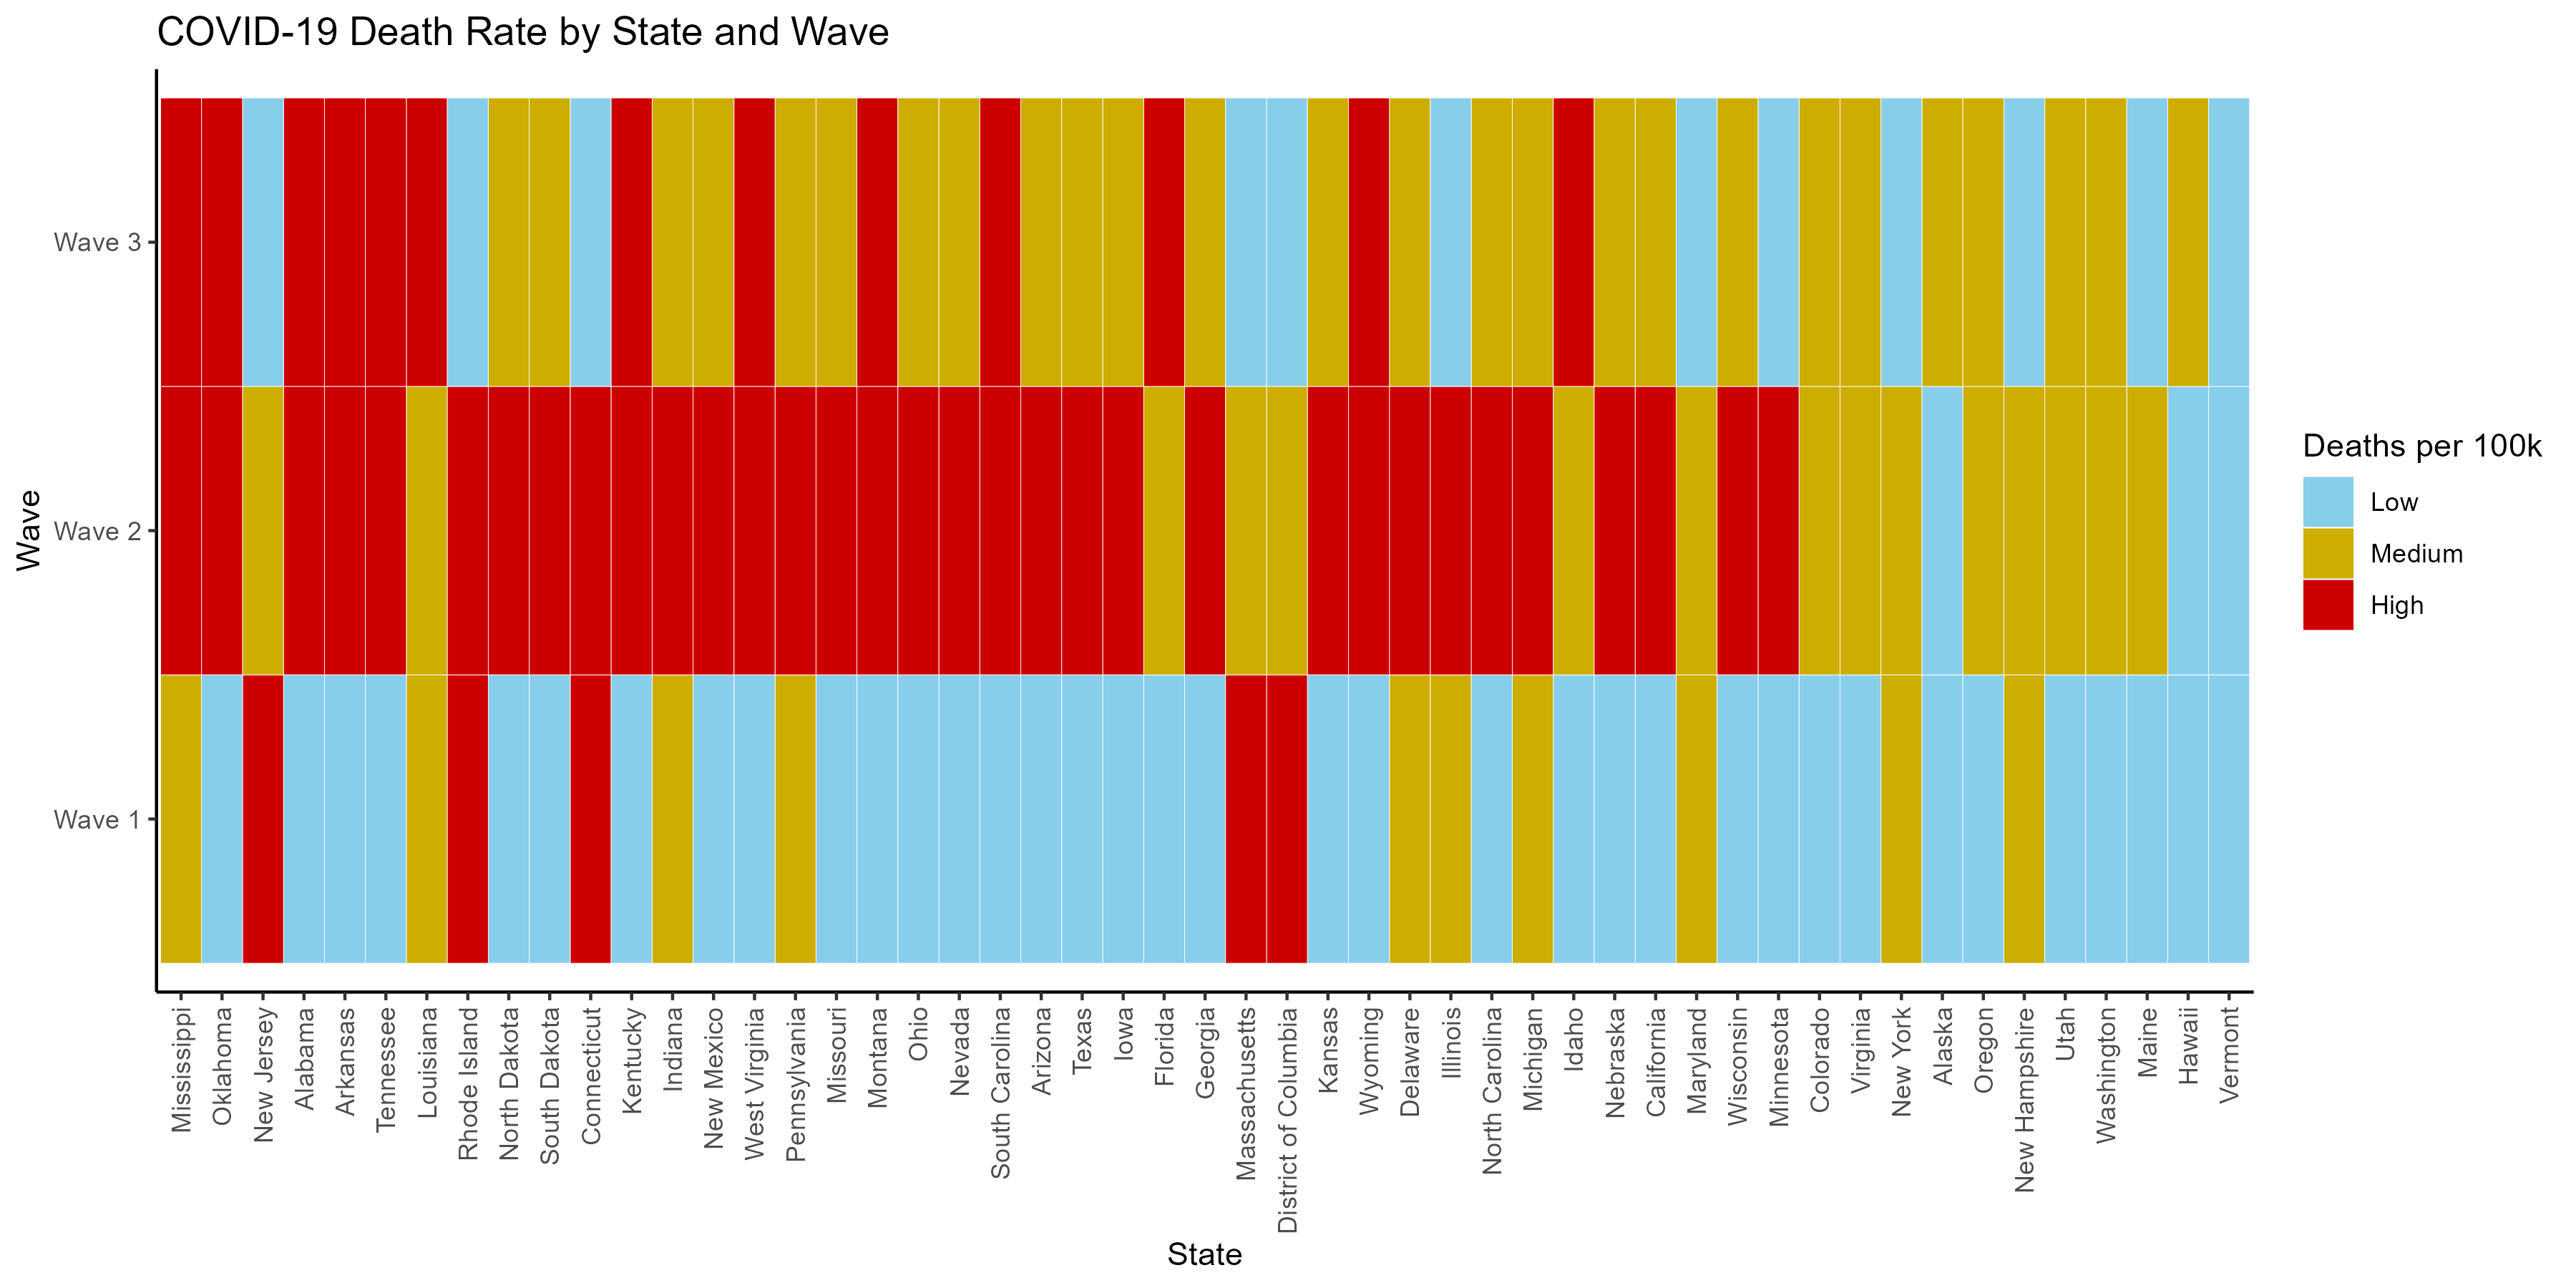 COVID-19 Death Rate by State and Wave
Wave
Wave 3
Wave 2
Wave 1
Mississippi
Oklahoma
New Jersey
Alabama
Arkansas
Tennessee
Louisiana
Rhode Island
North Dakota
South Dakota
Connecticut
Kentucky
Indiana
New Mexico
West Virginia
Pennsylvania
Missouri
Montana
Ohio
Nevada
South Carolina
Arizona
Texas
Iowa
Florida
Georgia
Massachusetts
District of Columbia
Kansas
Wyoming
Delaware
Illinois
North Carolina
Michigan
Idaho
Nebraska
California
Maryland
Wisconsin
Minnesota
Colorado
Virginia
New York
Alaska
Oregon
New Hampshire
Utah
Washington
Maine
Hawaii
Vermont
State
Deaths per 100k
Low
Medium
High